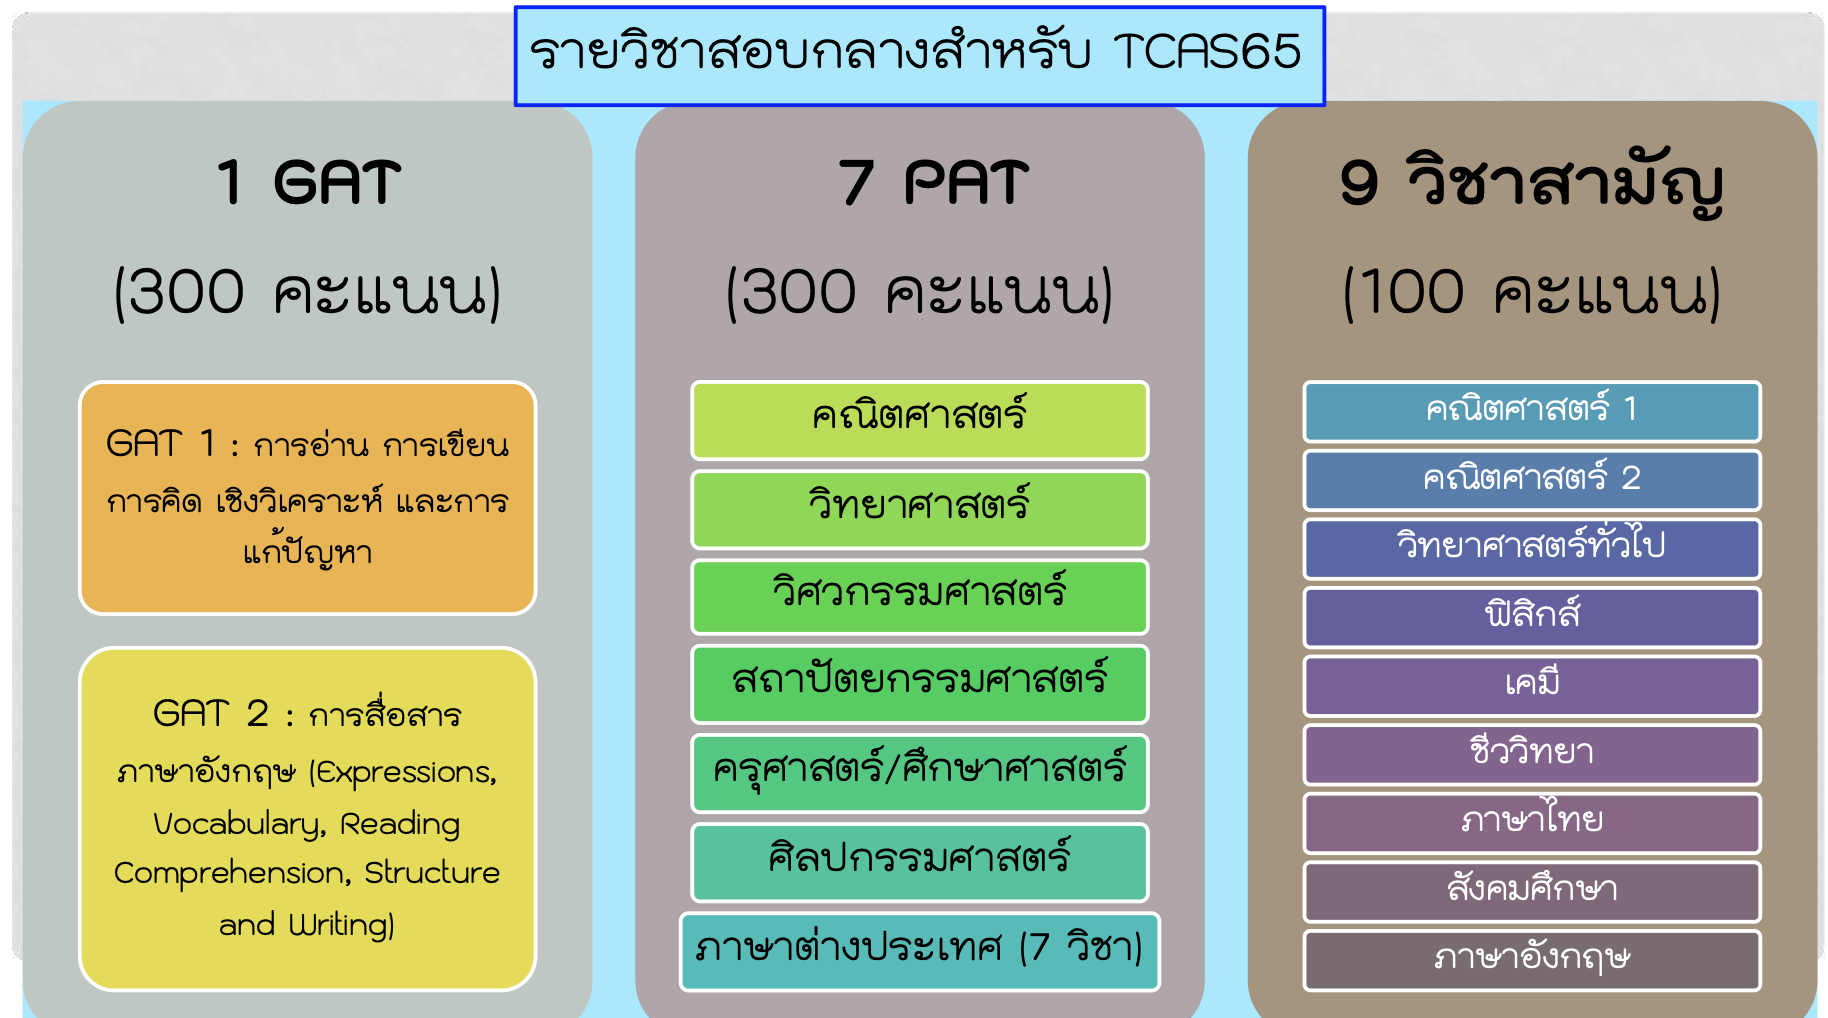 รายวิชาสอบกลางสำหรับ TCAS65
1 GAT
(300 คะแนน)
GAT 1 : การอ่าน การเขียน
การคิด เชิงวิเคราะห์ และการ
แก้ปัญหา
GAT 2 : การสื่อสาร
ภาษาอังกฤษ (Expressions,
Vocabulary, Reading
Comprehension, Structure
and Writing)
7 PAT
(300 คะแนน)
คณิตศาสตร์
วิทยาศาสตร์
วิศวกรรมศาสตร์
สถาปัตยกรรมศาสตร์
ครุศาสตร์/ศึกษาศาสตร์
ศิลปกรรมศาสตร์
ภาษาต่างประเทศ (7 วิชา)
9 วิชาสามัญ
(100 คะแนน)
คณิตศาสตร์ 1
คณิตศาสตร์ 2
วิทยาศาสตร์ทั่วไป
ฟิสิกส์
เคมี
ชีววิทยา
ภาษาไทย
สังคมศึกษา
ภาษาอังกฤษ